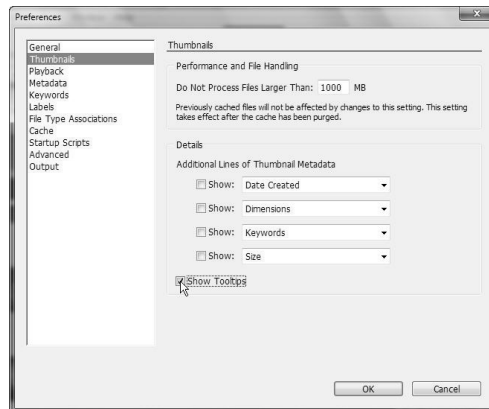 Preferences
General
Thumbnails
Playback
Metadata
Keywords
Labels
File Type Associations
Cache
Startup Scripts
Advanced
Output
Thumbnails
Performance and File Handling
Do Not Process Files Larger Than: 1000 MB
Previously cached files will not be affected by changes to this setting. This setting
takes effect after the cache has been purged.
Details
Additional Lines of Thumbnail Metadata
Show: Date Created
Show: Dimensions
Show: Keywords
Show: Size
Show Tooltips
OK Cancel